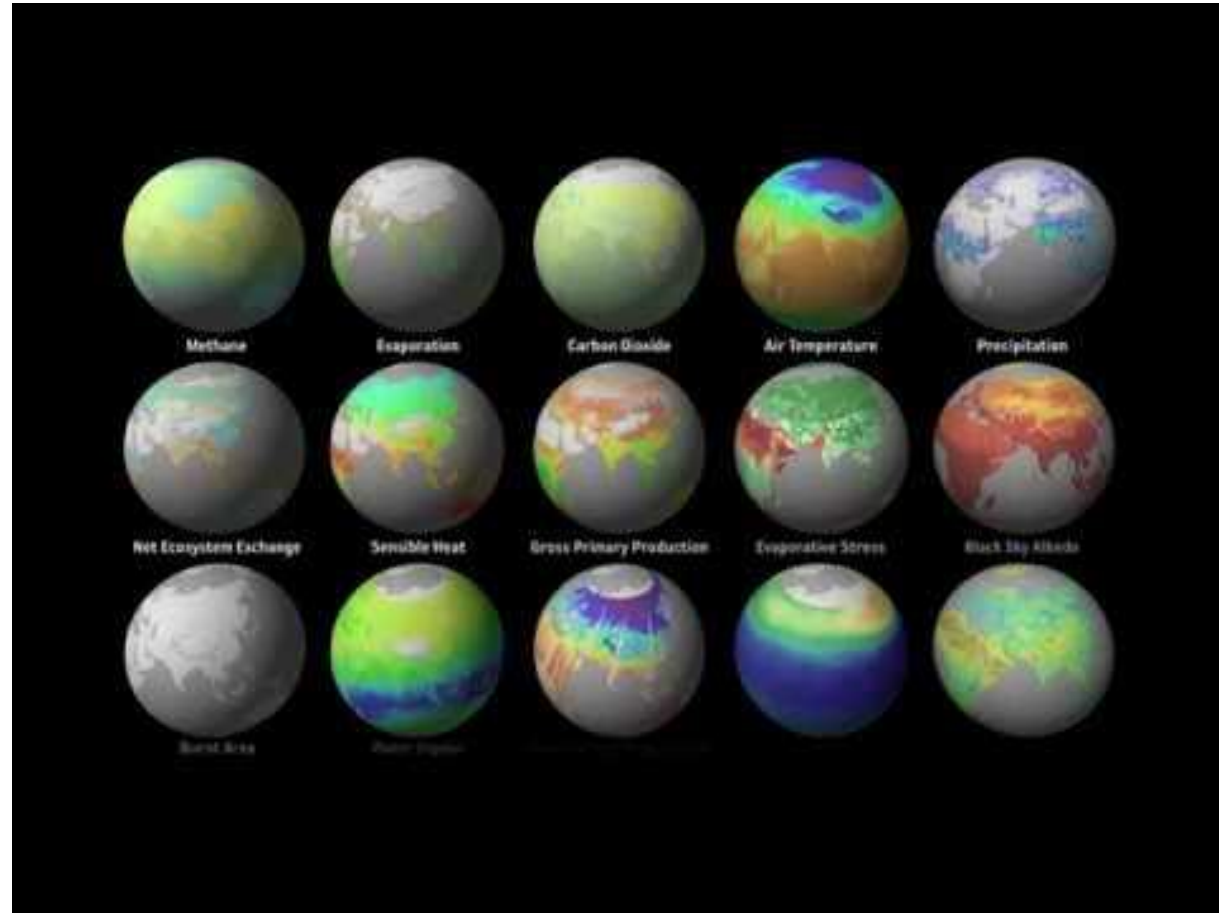 Methane Evaporation Carbon Dioxide Air Temperature Precipitation
Net Ecosystem Exchange Sensible Heat Gross Primary Production Evaporative Stress Black Sky Albedo
Burnt Area Water Vapour